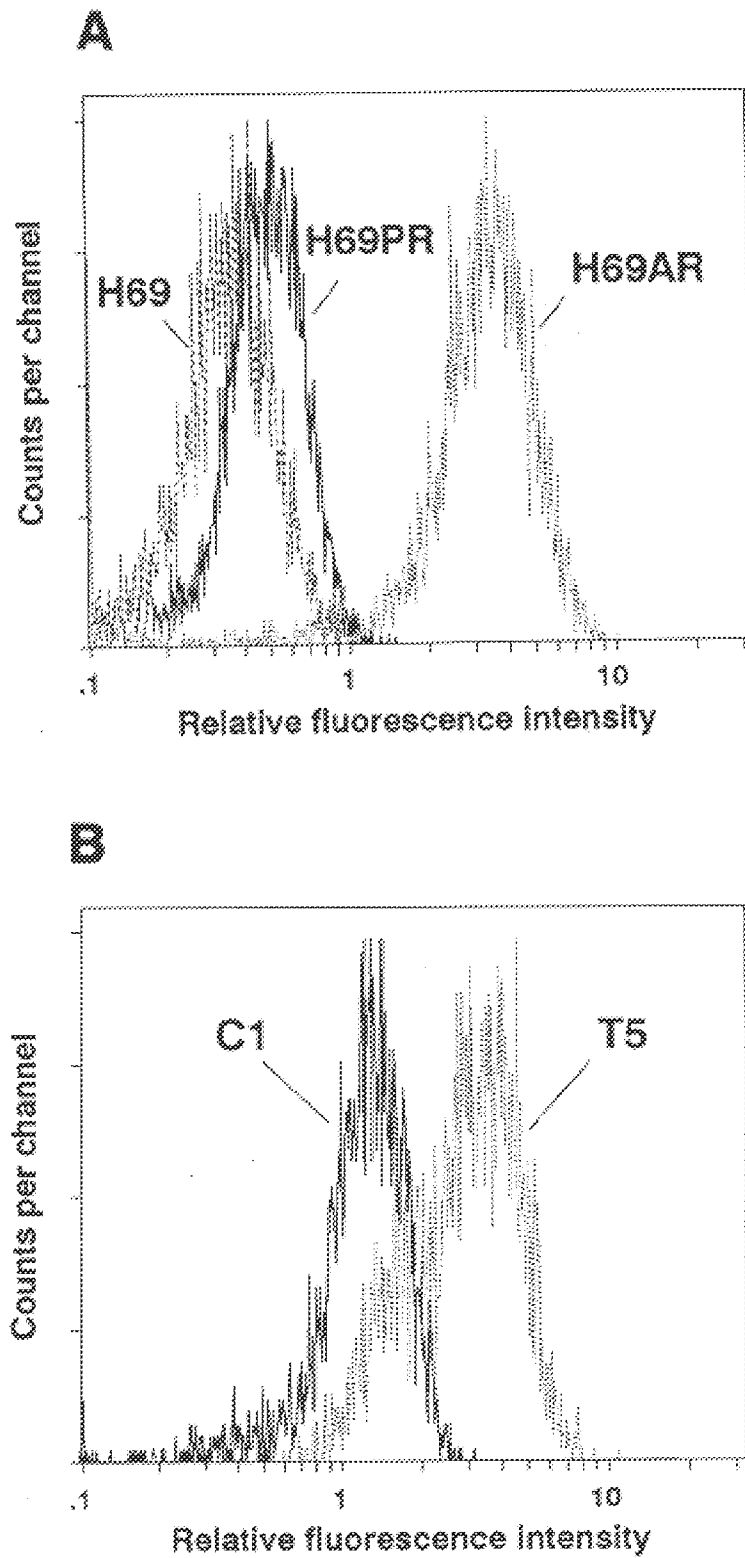 A
Counts per channel
H69
H69PR
H69AR
.1
1
10
Relative fluorescence intensity
B
Counts per channel
C1
T5
.1
1
10
Relative fluorescence intensity